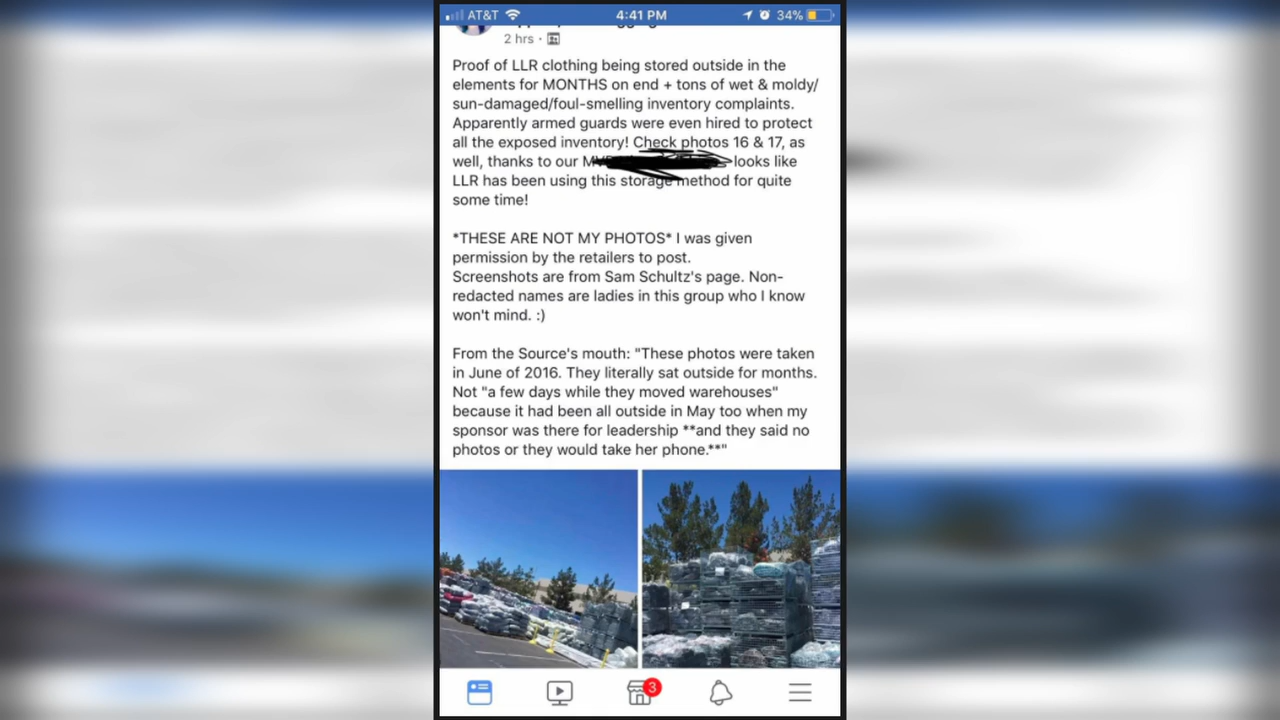 AT&T 4:41 PM 34%
2 hrs ·
Proof of LLR clothing being stored outside in the
elements for MONTHS on end + tons of wet & moldy/
sun-damaged/foul-smelling inventory complaints.
Apparently armed guards were even hired to protect
all the exposed inventory! Check photos 16 & 17, as
well, thanks to our looks like
LLR has been using this storage method for quite
some time!
*THESE ARE NOT MY PHOTOS* I was given
permission by the retailers to post.
Screenshots are from Sam Schultz's page. Non-
redacted names are ladies in this group who I know
won't mind. :)
From the Source's mouth: "These photos were taken
in June of 2016. They literally sat outside for months.
Not "a few days while they moved warehouses"
because it had been all outside in May too when my
sponsor was there for leadership **and they said no
photos or they would take her phone.**"
3